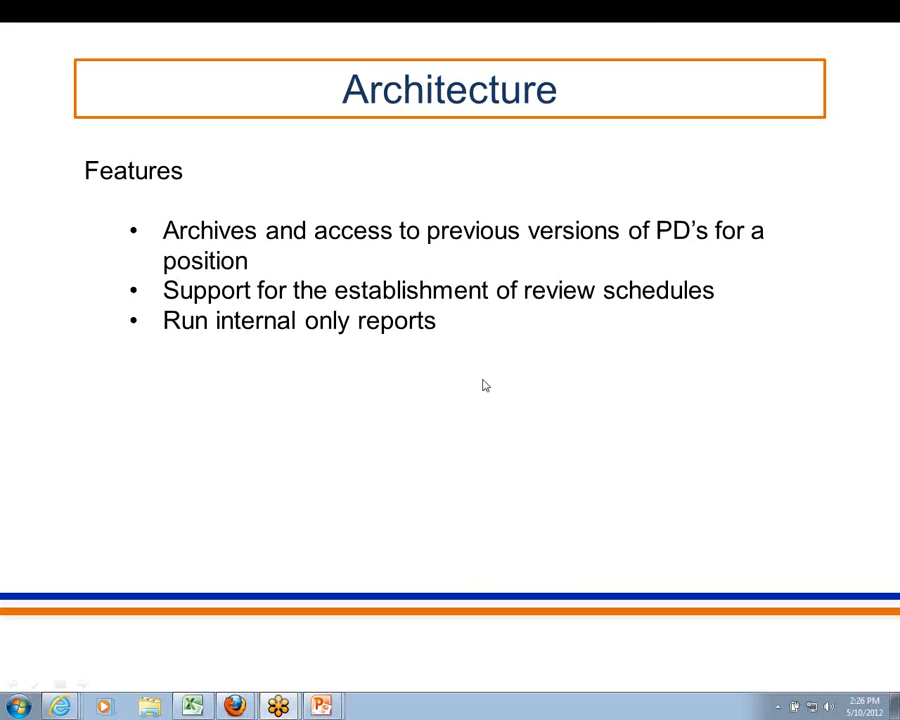 Architecture
Features
• Archives and access to previous versions of PD’s for a
position
• Support for the establishment of review schedules
• Run internal only reports
2:26 PM
5/10/2012